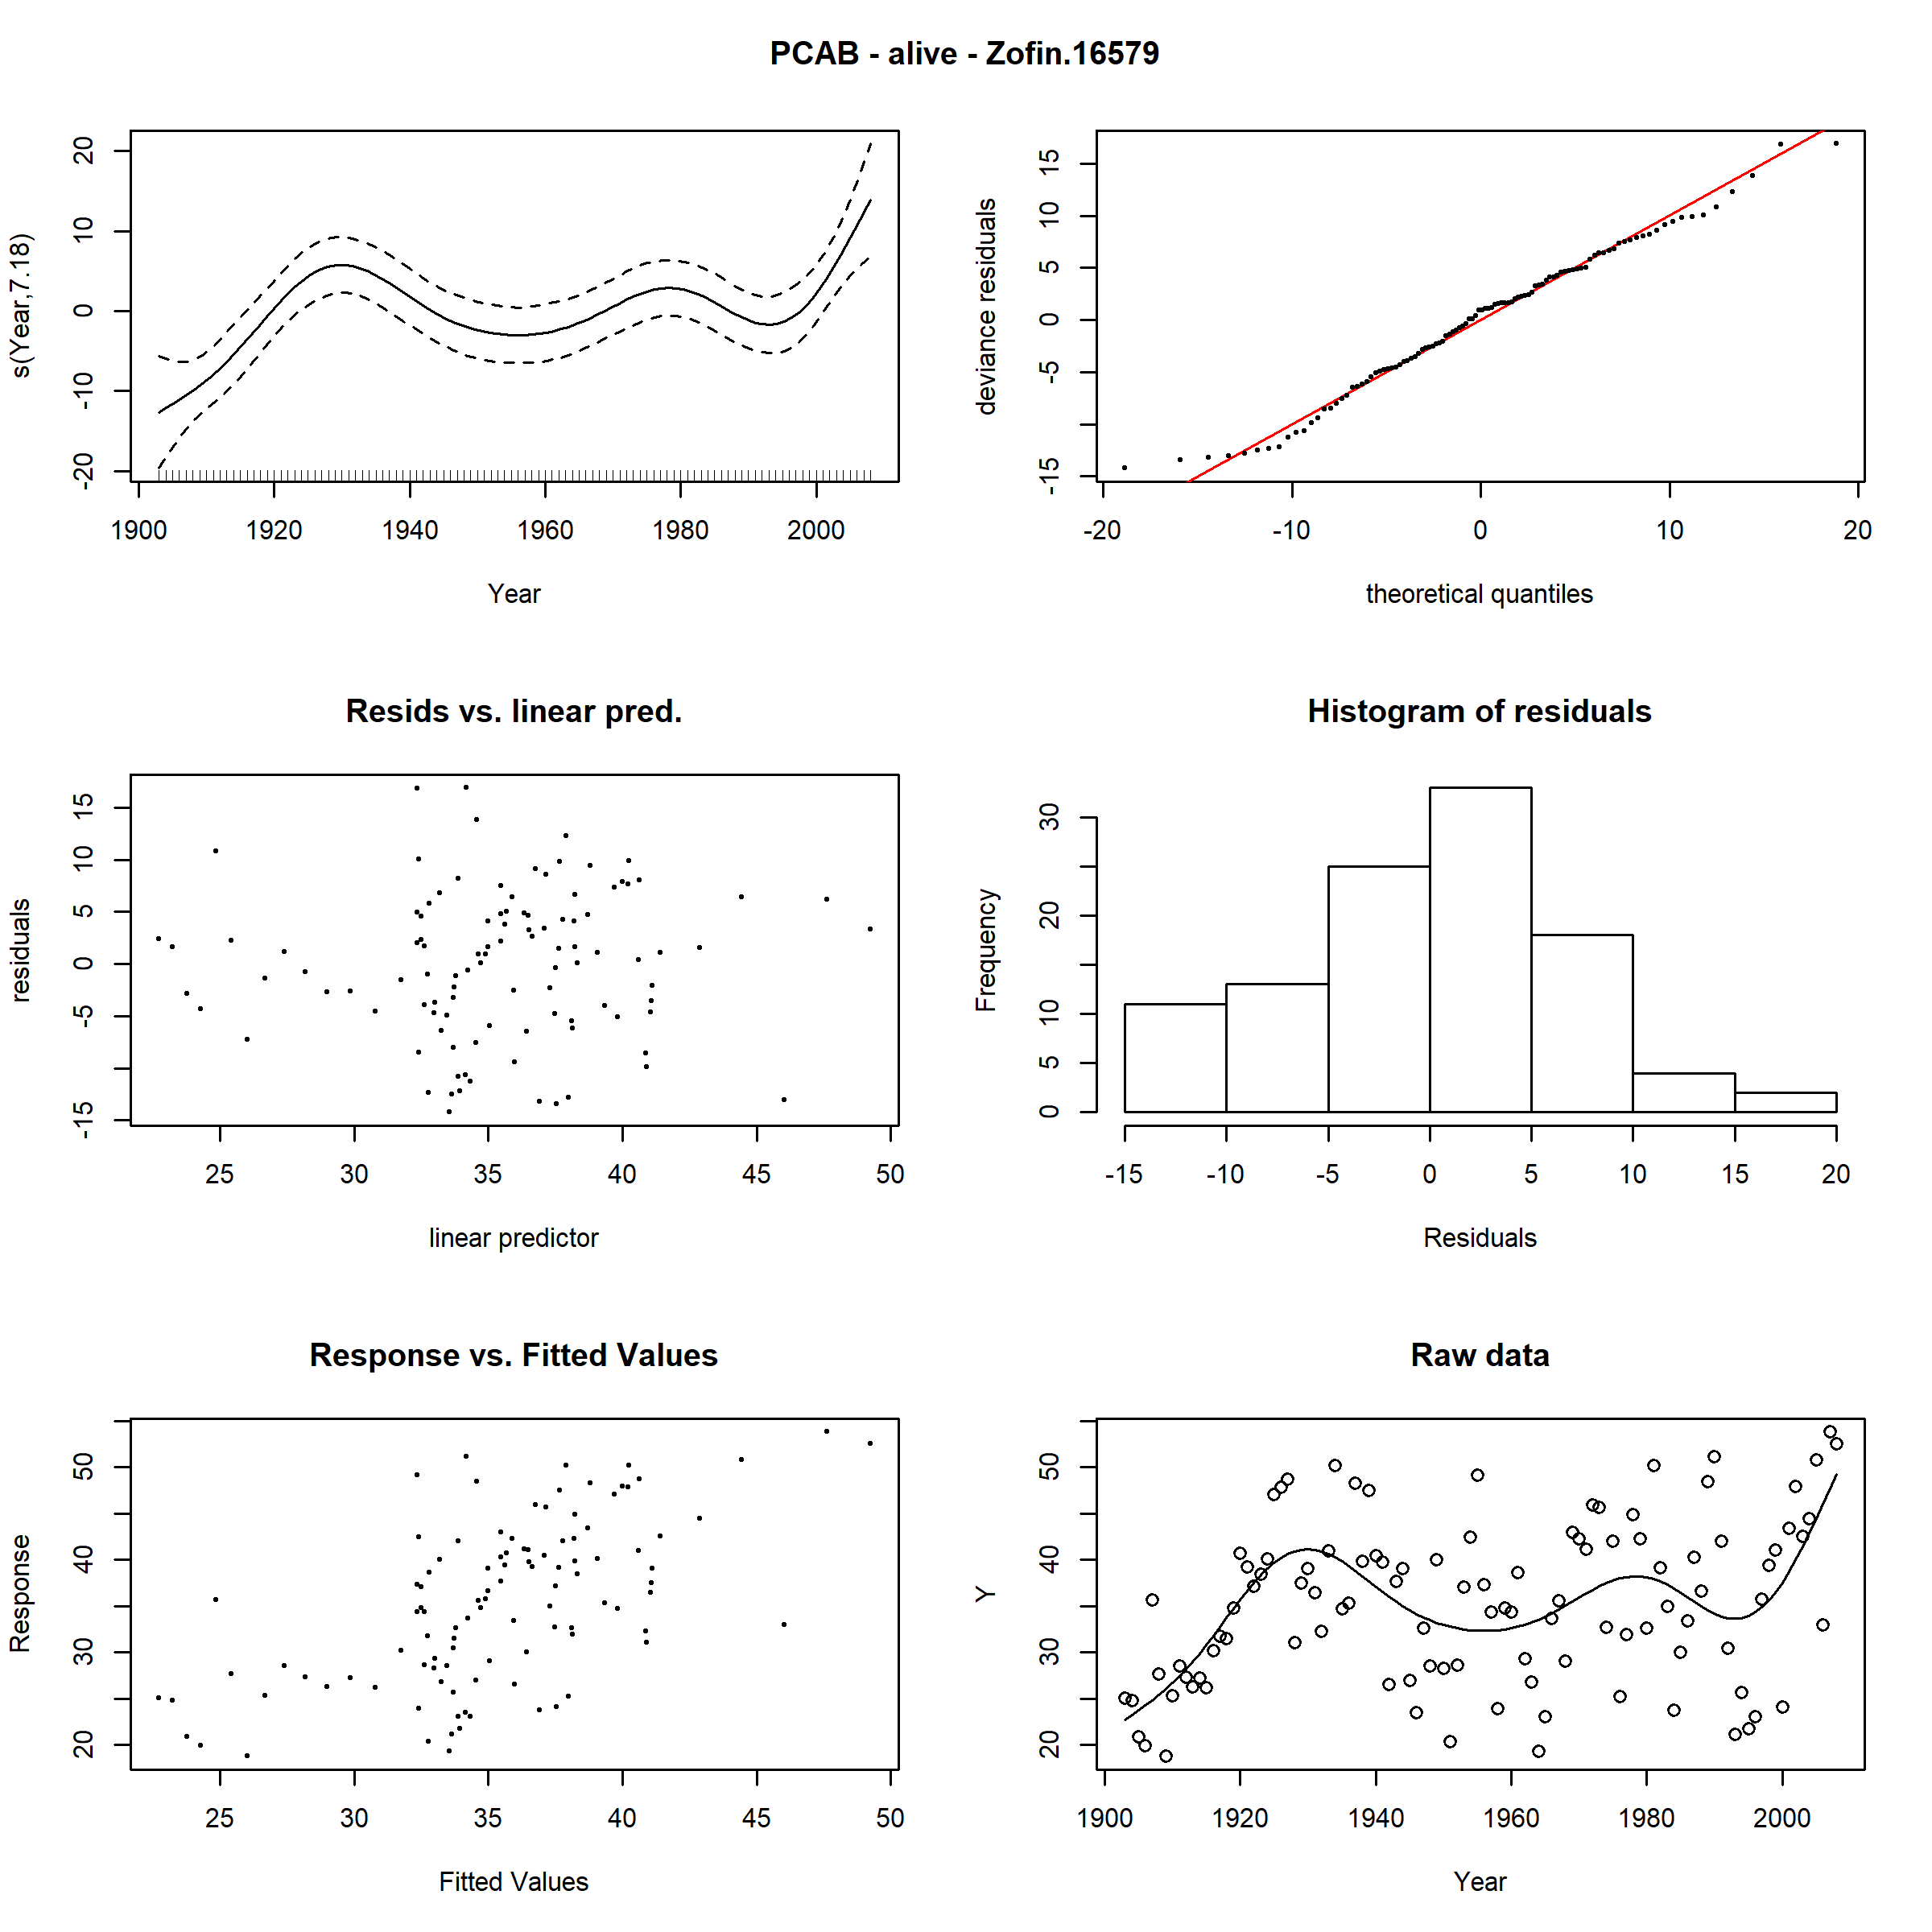 PCAB - alive - Zofin.16579
s(Year,7.18)
20
10
0
-10
-20
1900 1920 1940 1960 1980 2000
Year
deviance residuals
15
10
5
0
-5
-15
-20 -10 0 10 20
theoretical quantiles
Resids vs. linear pred.
residuals
15
10
5
0
-5
-15
25 30 35 40 45 50
linear predictor
Histogram of residuals
Frequency
30
20
10
5
0
-15 -10 -5 0 5 10 15 20
Residuals
Response vs. Fitted Values
Response
50
40
30
20
25 30 35 40 45 50
Fitted Values
Raw data
Y
50
40
30
20
1900 1920 1940 1960 1980 2000
Year